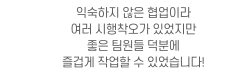 익숙하지 않은 협업이라
여러 시행착오가 있었지만
좋은 팀원들 덕분에
즐겁게 작업할 수 있었습니다!